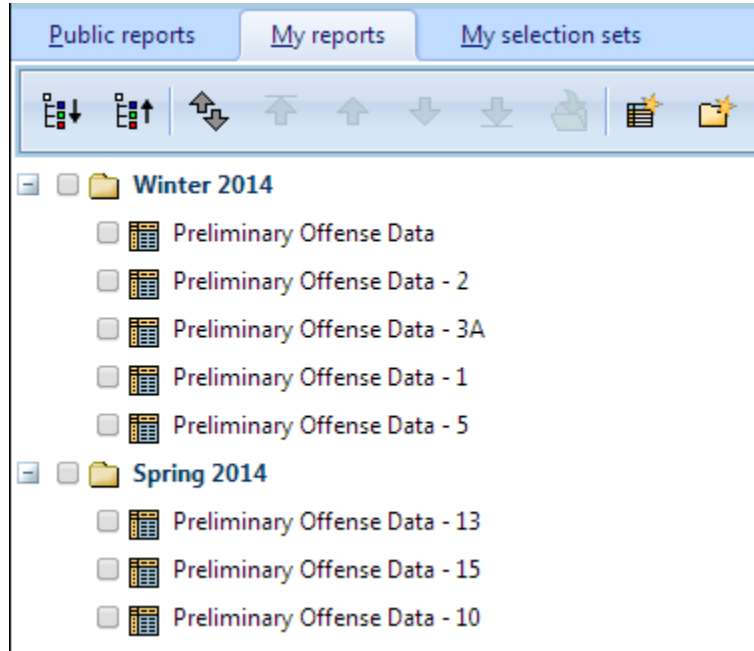 Public reports My reports My selection sets
Winter 2014
Preliminary Offense Data
Preliminary Offense Data - 2
Preliminary Offense Data - 3A
Preliminary Offense Data - 1
Preliminary Offense Data - 5
Spring 2014
Preliminary Offense Data - 13
Preliminary Offense Data - 15
Preliminary Offense Data - 10